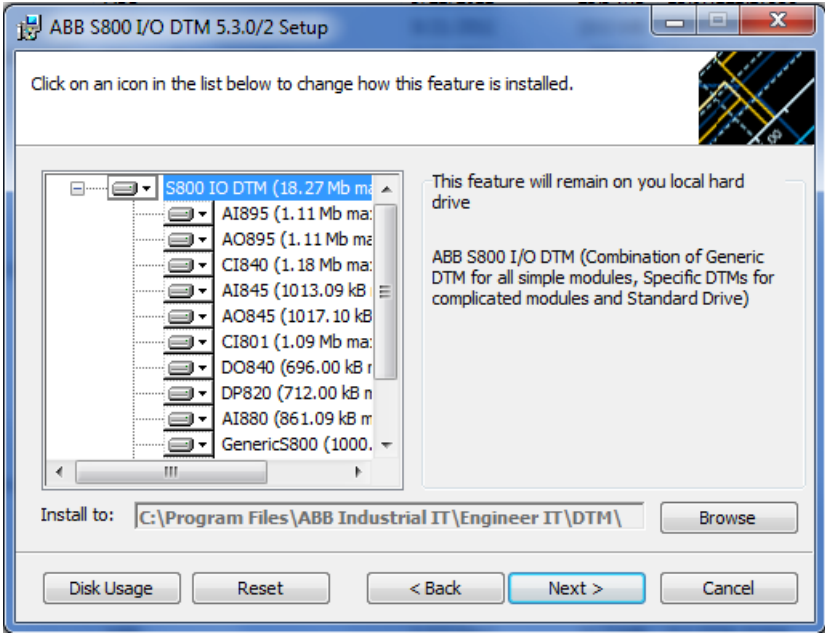 ABB S800 I/O DTM 5.3.0/2 Setup
Click on an icon in the list below to change how this feature is installed.
S800 IO DTM (18.27 Mb ma
AI895 (1.11 Mb ma
AO895 (1.11 Mb ma
CI840 (1.18 Mb ma
AI845 (1013.09 kB
AO845 (1017.10 kB
CI801 (1.09 Mb ma
DO840 (696.00 kB
DP820 (712.00 kB m
AI880 (861.09 kB m
GenericS800 (1000.
This feature will remain on you local hard
drive
ABB S800 I/O DTM (Combination of Generic
DTM for all simple modules, Specific DTMs for
complicated modules and Standard Drive)
Install to: C:\Program Files\ABB Industrial IT\Engineer IT\DTM\ Browse
Disk Usage Reset < Back Next > Cancel